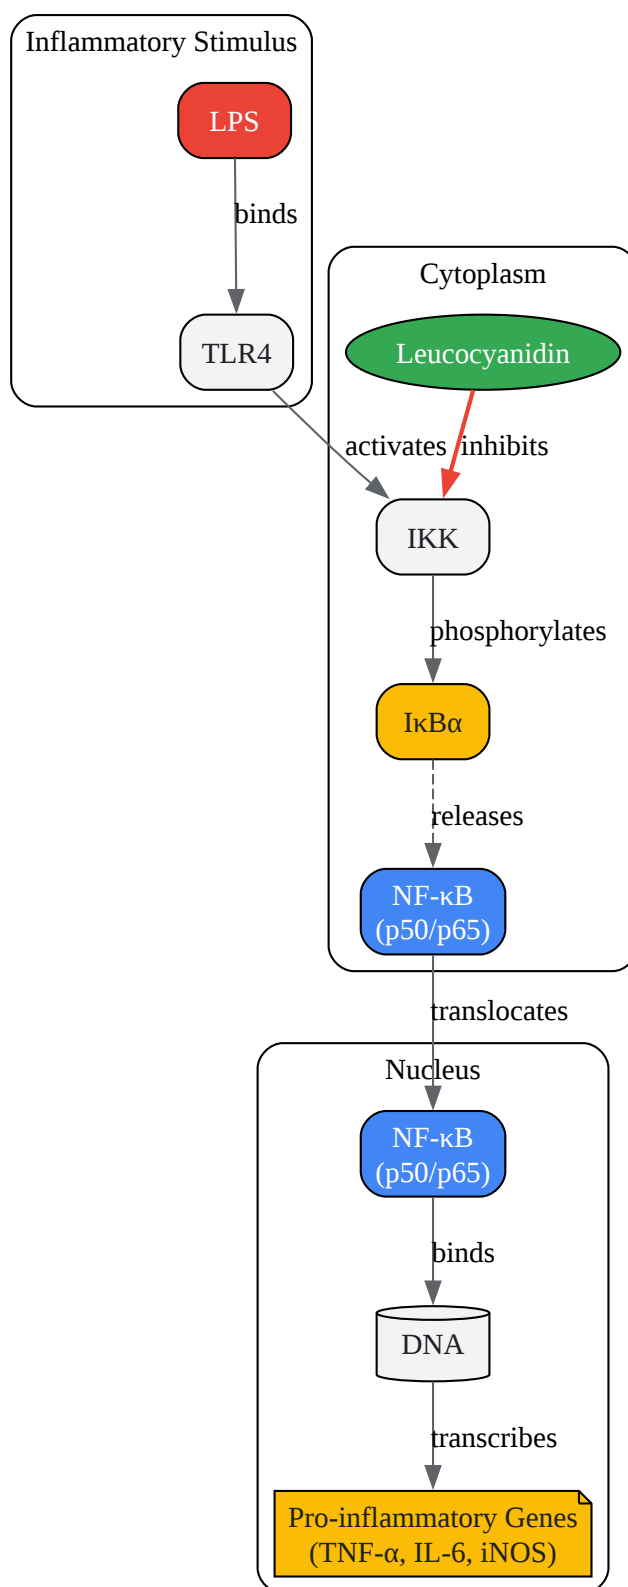 Inflammatory Stimulus
LPS
binds
Cytoplasm
TLR4
Leucocyanidin
activates
inhibits
IKK
phosphorylates
IκBα
releases
NF-κB
(p50/p65)
translocates
Nucleus
NF-κB
(p50/p65)
binds
DNA
transcribes
Pro-inflammatory Genes
(TNF-α, IL-6, iNOS)